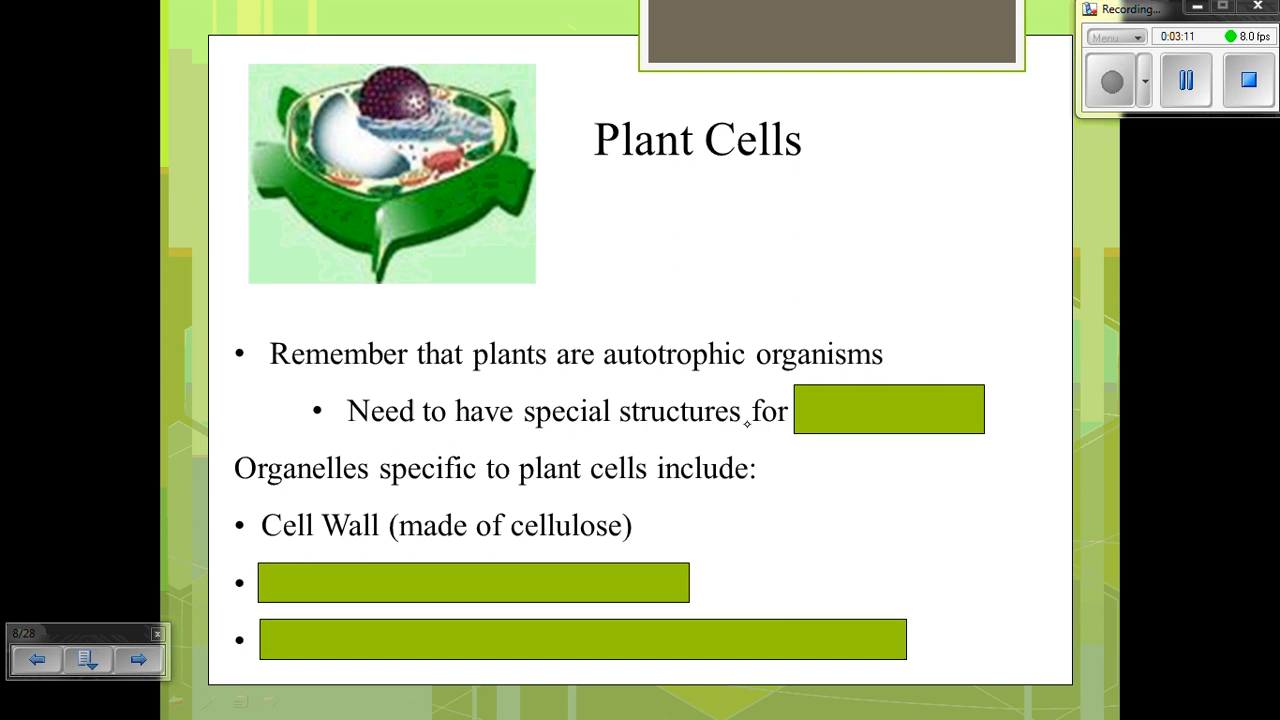 Recording...
Menu
0:03:11
8.0 fps
Plant Cells
• Remember that plants are autotrophic organisms
• Need to have special structures for
Organelles specific to plant cells include:
• Cell Wall (made of cellulose)
•
•
8/28